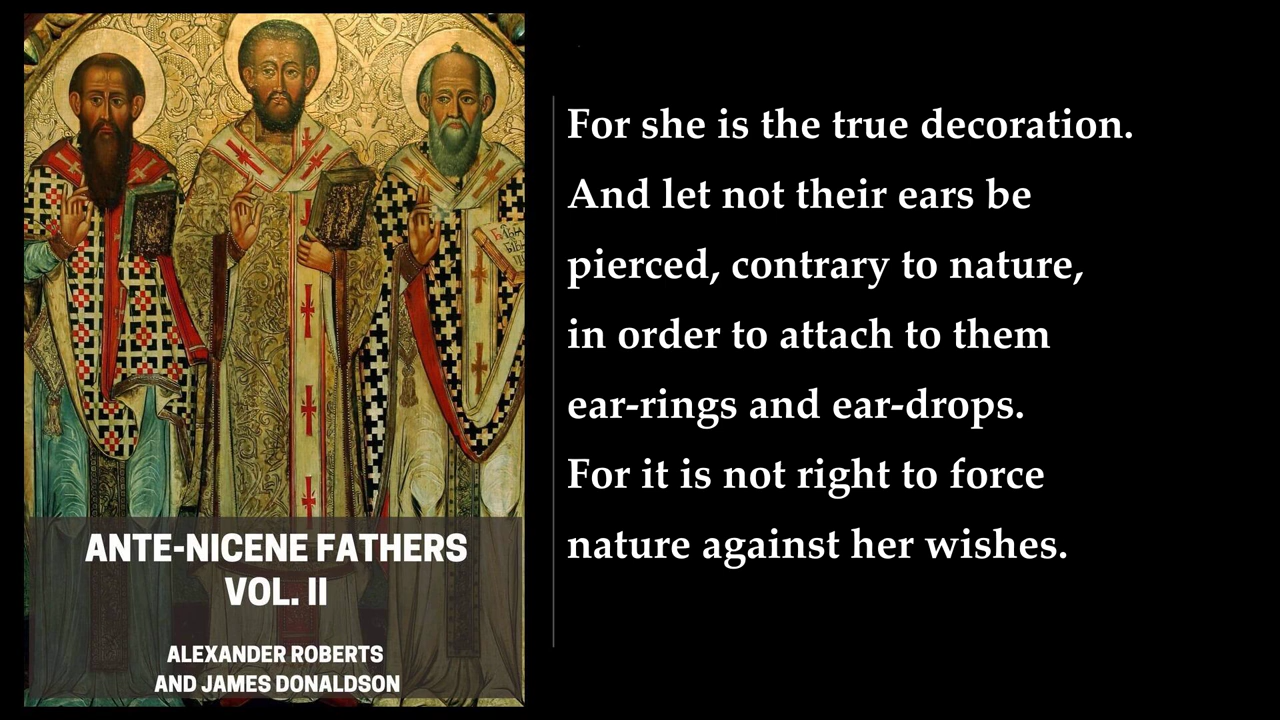 For she is the true decoration.
And let not their ears be
pierced, contrary to nature,
in order to attach to them
ear-rings and ear-drops.
For it is not right to force
nature against her wishes.
ANTE-NICENE FATHERS
VOL. II
ALEXANDER ROBERTS
AND JAMES DONALDSON